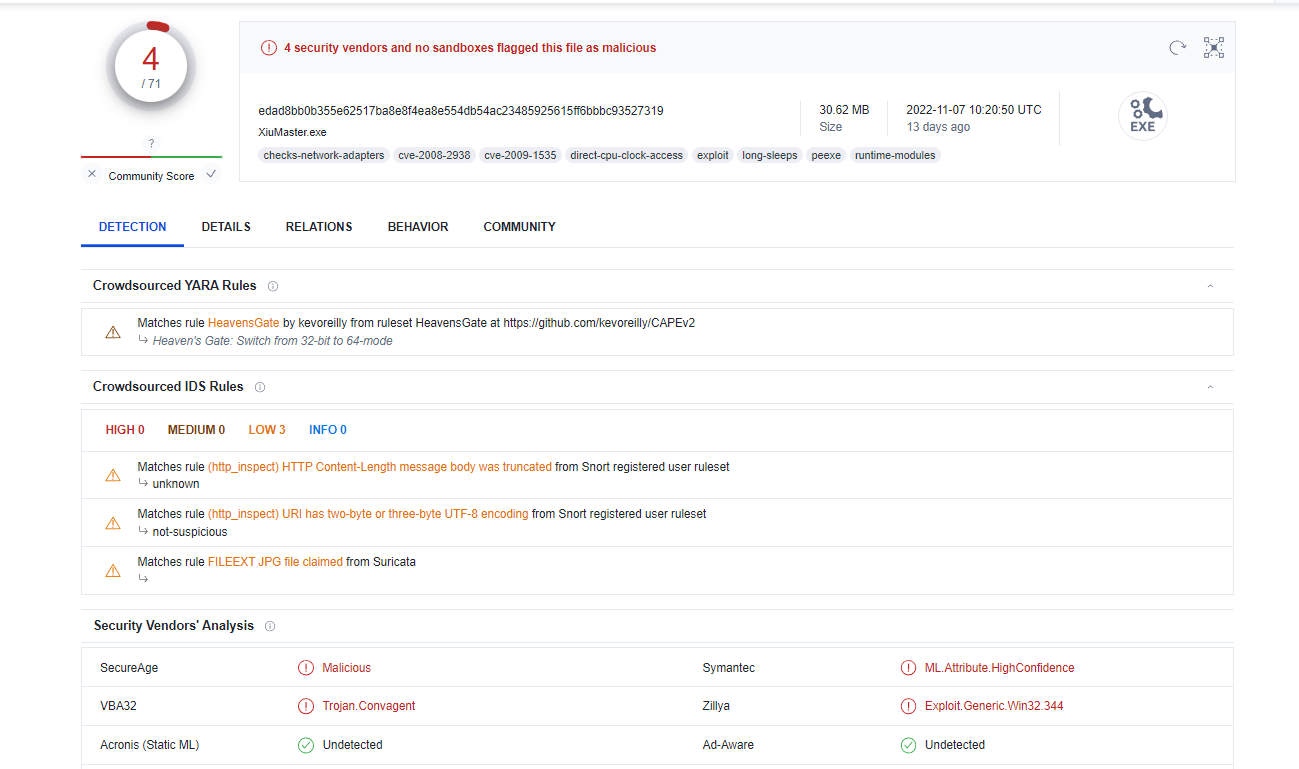 4
/ 71
?
Community Score
4 security vendors and no sandboxes flagged this file as malicious
edad8bb0b355e62517ba8e8f4ea8e554db54ac23485925615ff6bbbc93527319
XiuMaster.exe
30.62 MB
Size
2022-11-07 10:20:50 UTC
13 days ago
EXE
checks-network-adapters cve-2008-2938 cve-2009-1535 direct-cpu-clock-access exploit long-sleeps peexe runtime-modules
DETECTION DETAILS RELATIONS BEHAVIOR COMMUNITY
Crowdsourced YARA Rules
Matches rule HeavensGate by kevoreilly from ruleset HeavensGate at https://github.com/kevoreilly/CAPEv2
Heaven's Gate: Switch from 32-bit to 64-mode
Crowdsourced IDS Rules
HIGH 0 MEDIUM 0 LOW 3 INFO 0
Matches rule (http_inspect) HTTP Content-Length message body was truncated from Snort registered user ruleset
unknown
Matches rule (http_inspect) URI has two-byte or three-byte UTF-8 encoding from Snort registered user ruleset
not-suspicious
Matches rule FILEEXT JPG file claimed from Suricata
Security Vendors' Analysis
SecureAge Malicious Symantec ML.Attribute.HighConfidence
VBA32 Trojan.Convagent Zillya Exploit.Generic.Win32.344
Acronis (Static ML) Undetected Ad-Aware Undetected